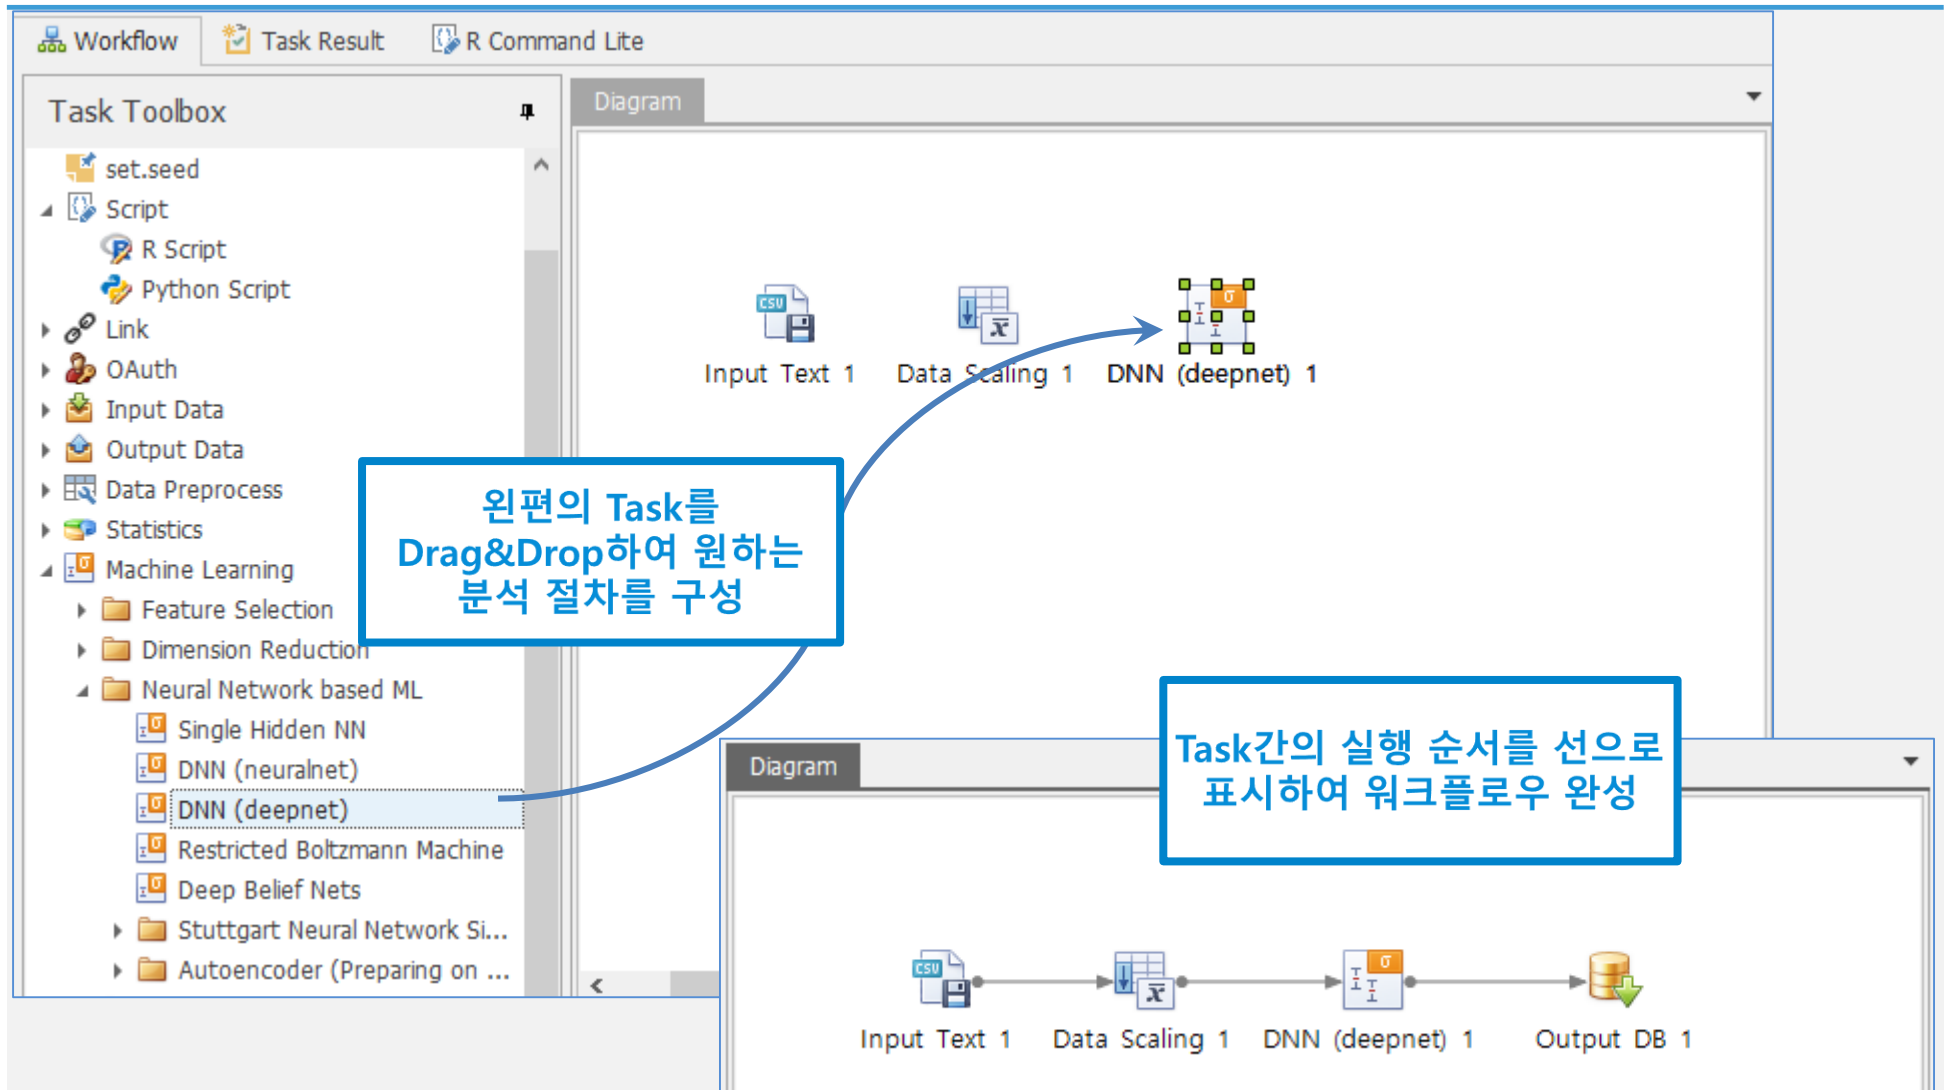 Workflow
Task Result
R Command Lite
Task Toolbox
set.seed
Script
R Script
Python Script
Link
OAuth
Input Data
Output Data
Data Preprocess
Statistics
Machine Learning
Feature Selection
Dimension Reduction
Neural Network based ML
Single Hidden NN
DNN (neuralnet)
DNN (deepnet)
Restricted Boltzmann Machine
Deep Belief Nets
Stuttgart Neural Network Si...
Autoencoder (Preparing on ...
Diagram
CSV
x̄
σ
Input Text 1
Data Scaling 1
DNN (deepnet) 1
왼편의 Task를
Drag&Drop하여 원하는
분석 절차를 구성
Task간의 실행 순서를 선으로
표시하여 워크플로우 완성
Diagram
CSV
x̄
σ
Input Text 1
Data Scaling 1
DNN (deepnet) 1
Output DB 1